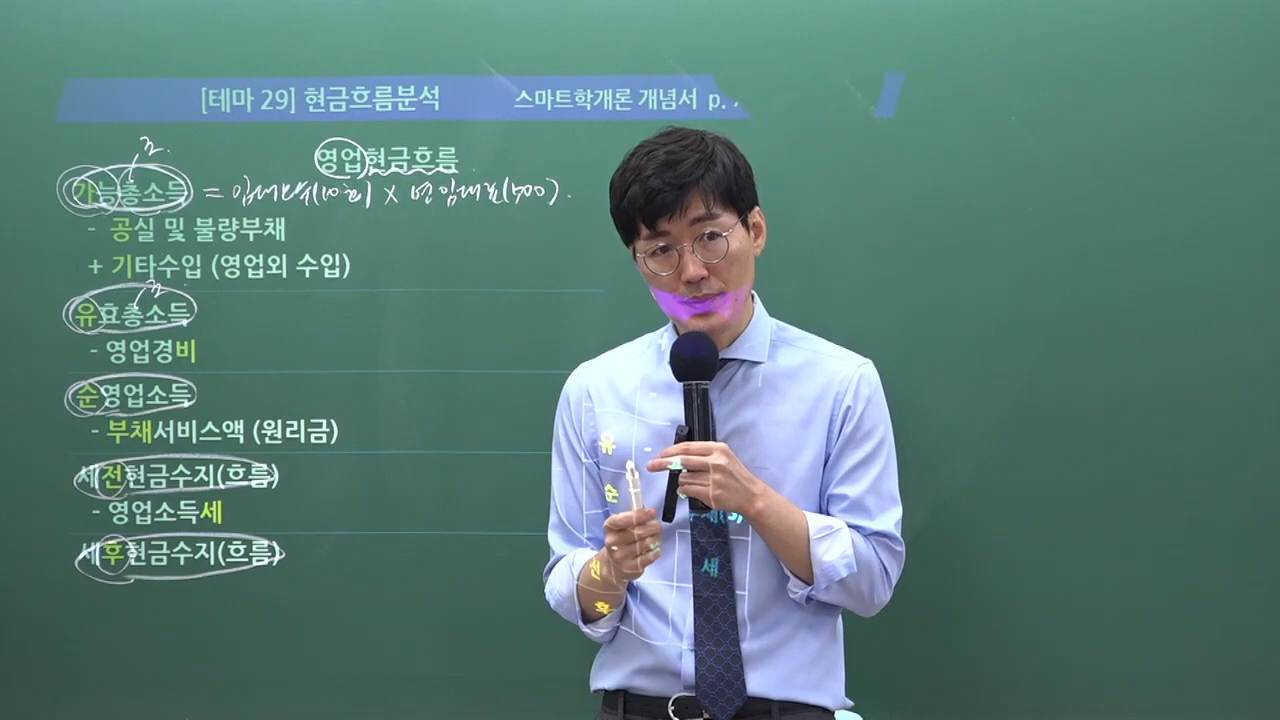 [테마 29] 현금흐름분석 스마트학개론 개념서 p.
영업현금흐름
가능총소득 = 임대단위(10호) × 연임대료(500).
- 공실 및 불량부채
+ 기타수입 (영업외 수입)
유효총소득
- 영업경비
순영업소득
- 부채서비스액 (원리금)
세전현금수지(흐름)
- 영업소득세
세후현금수지(흐름)
유
순
세
전
후